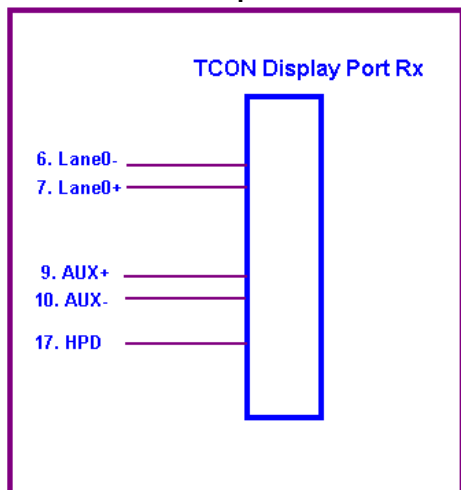 TCON Display Port Rx
6. Lane0-
7. Lane0+
9. AUX+
10. AUX-
17. HPD